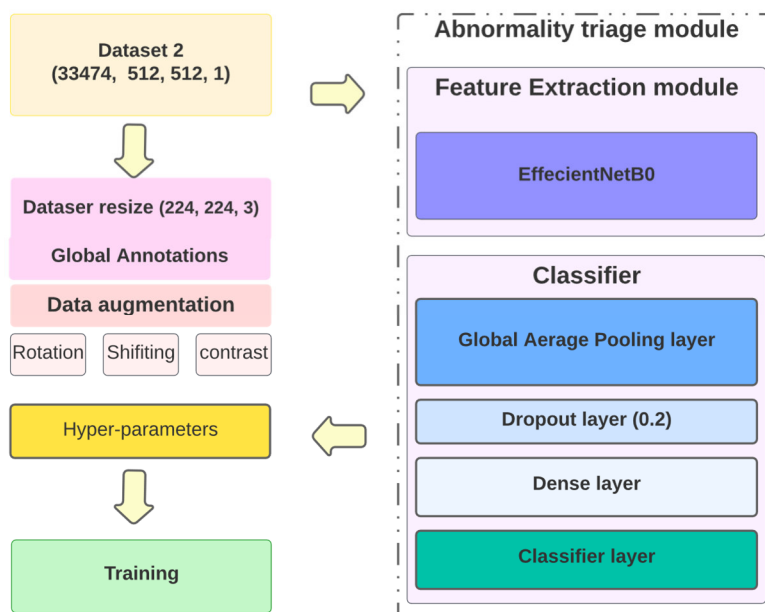 Dataset 2
(33474, 512, 512, 1)
Dataser resize (224, 224, 3)
Global Annotations
Data augmentation
Rotation
Shifiting
contrast
Hyper-parameters
Training
Abnormality triage module
Feature Extraction module
EffecientNetB0
Classifier
Global Aerage Pooling layer
Dropout layer (0.2)
Dense layer
Classifier layer